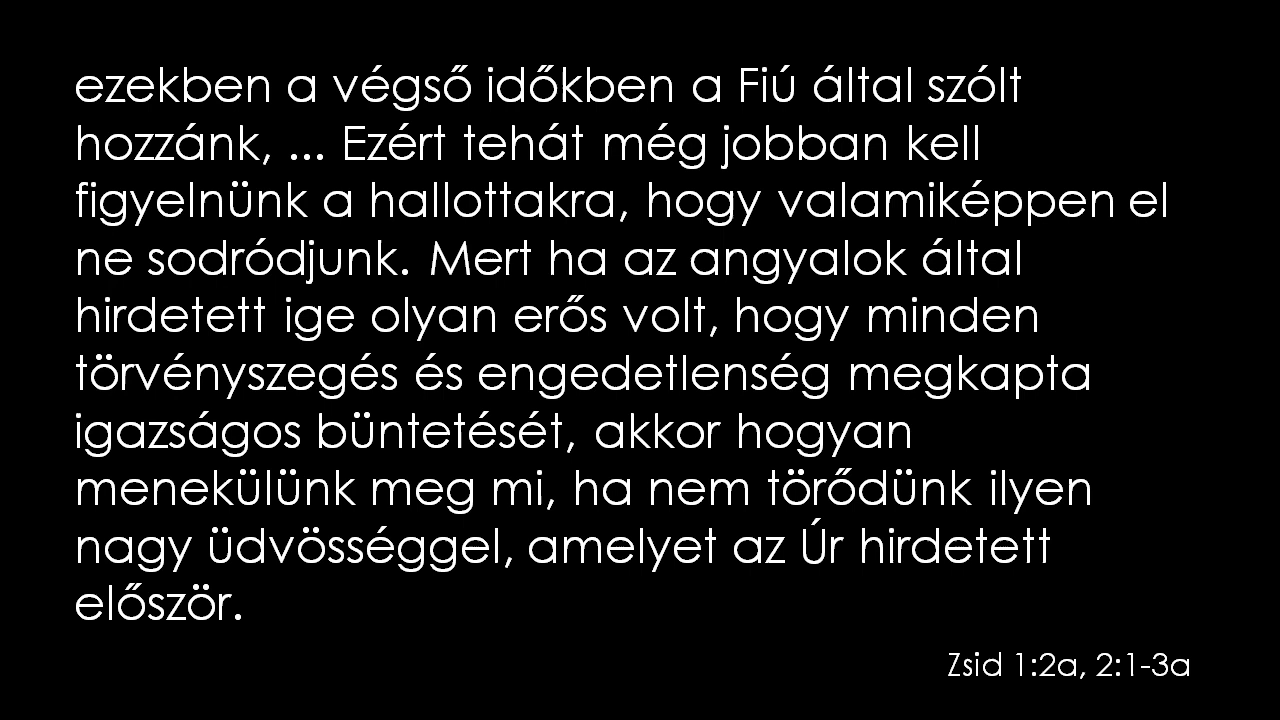 ezekben a végső időkben a Fiú által szólt
hozzánk, ... Ezért tehát még jobban kell
figyelnünk a hallottakra, hogy valamiképpen el
ne sodródjunk. Mert ha az angyalok által
hirdetett ige olyan erős volt, hogy minden
törvényszegés és engedetlenség megkapta
igazságos büntetését, akkor hogyan
menekülünk meg mi, ha nem törődünk ilyen
nagy üdvösséggel, amelyet az Úr hirdetett
először.
Zsid 1:2a, 2:1-3a